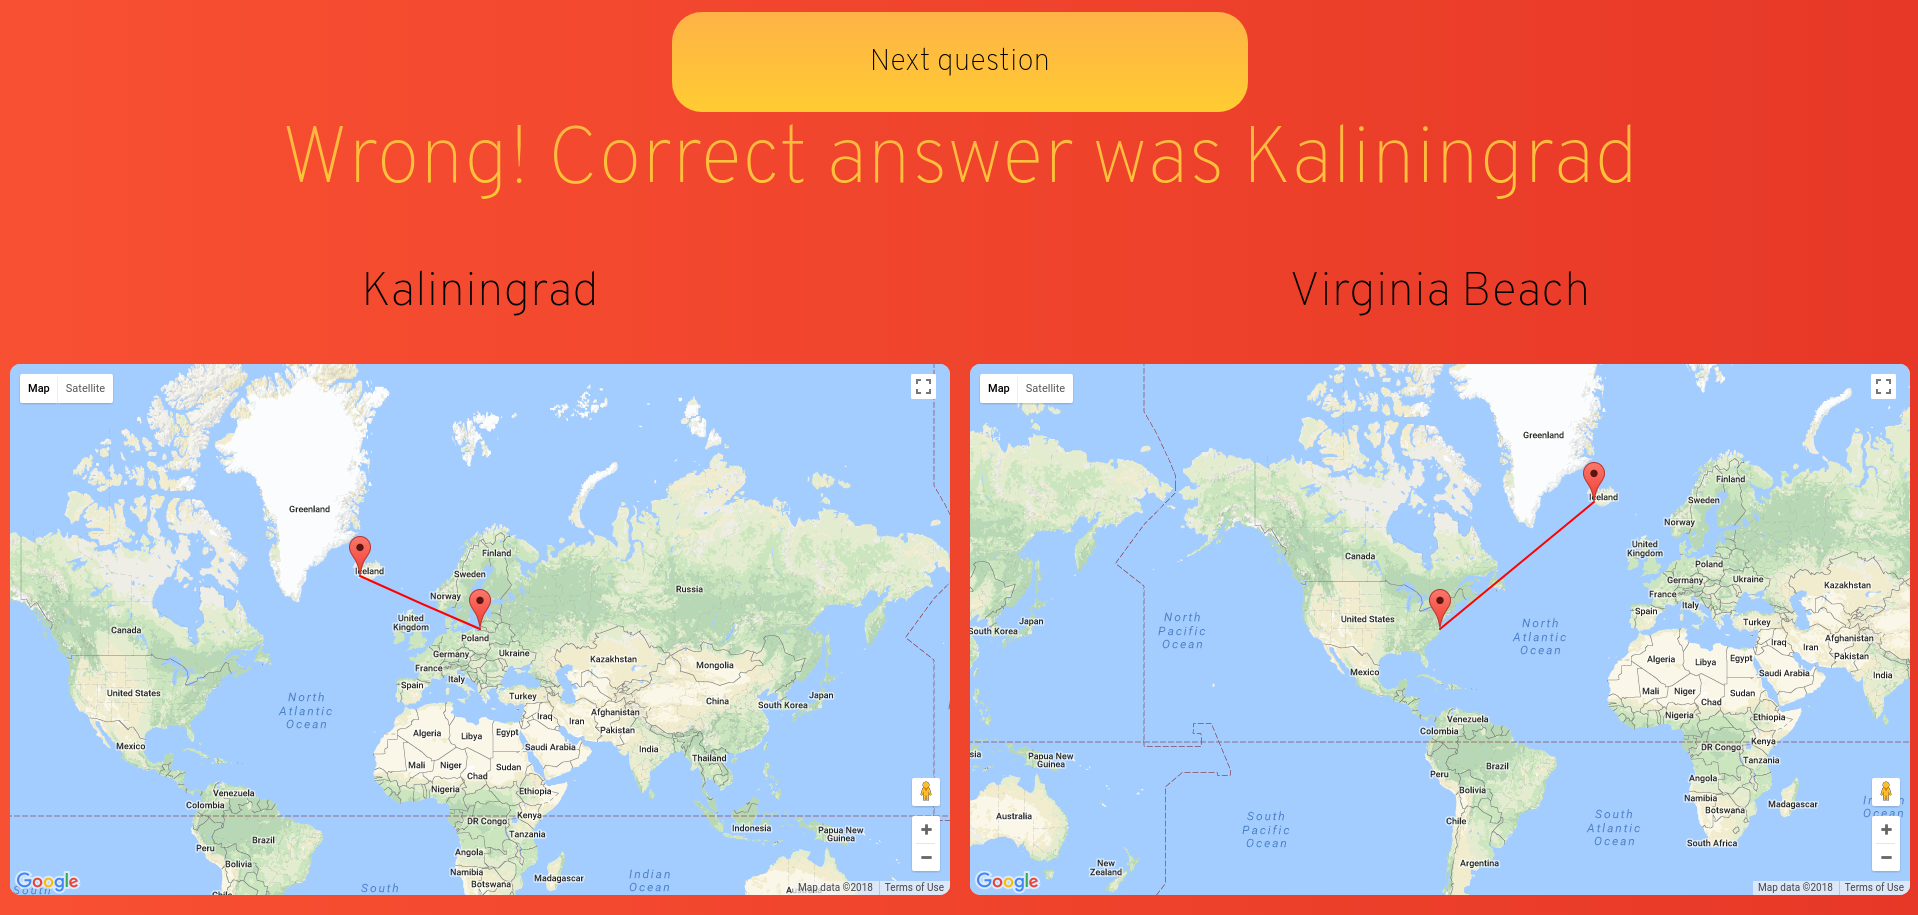 Next question
Wrong! Correct answer was Kaliningrad
Kaliningrad
Virginia Beach
Map
Satellite
Greenland
Iceland
Finland
Sweden
Norway
Russia
United
Kingdom
Canada
Poland
Germany
Ukraine
France
Kazakhstan
Mongolia
Italy
Spain
United States
North
Atlantic
Ocean
Turkey
China
Japan
South Korea
Iraq
Iran
Afghanistan
Pakistan
Mexico
Algeria
Libya
Egypt
Saudi Arabia
India
Thailand
Mali
Niger
Chad
Sudan
Nigeria
Ethiopia
Venezuela
Colombia
Kenya
DR Congo
Tanzania
Indonesia
Papua New
Guinea
Brazil
Peru
Bolivia
Angola
Namibia
Botswana
Madagascar
Indian
Ocean
South
Google
Map data ©2018
Terms of Use
Map
Satellite
Greenland
Iceland
Finland
Sweden
Norway
United
Kingdom
Canada
Poland
Germany
Ukraine
Kazakhstan
France
Italy
Spain
United States
North
Pacific
Ocean
North
Atlantic
Ocean
Japan
South Korea
Turkey
Afghanistan
Iraq
Iran
Pakistan
Mexico
Algeria
Libya
Egypt
Saudi Arabia
India
Mali
Niger
Sudan
Chad
Nigeria
Ethiopia
Venezuela
Colombia
Kenya
DR Congo
Tanzania
Papua New
Guinea
Brazil
Peru
Angola
Bolivia
Namibia
Botswana
Madagascar
Australia
South
Pacific
Ocean
Chile
South
Atlantic
Ocean
South Africa
New
Zealand
Argentina
Google
Map data ©2018
Terms of Use